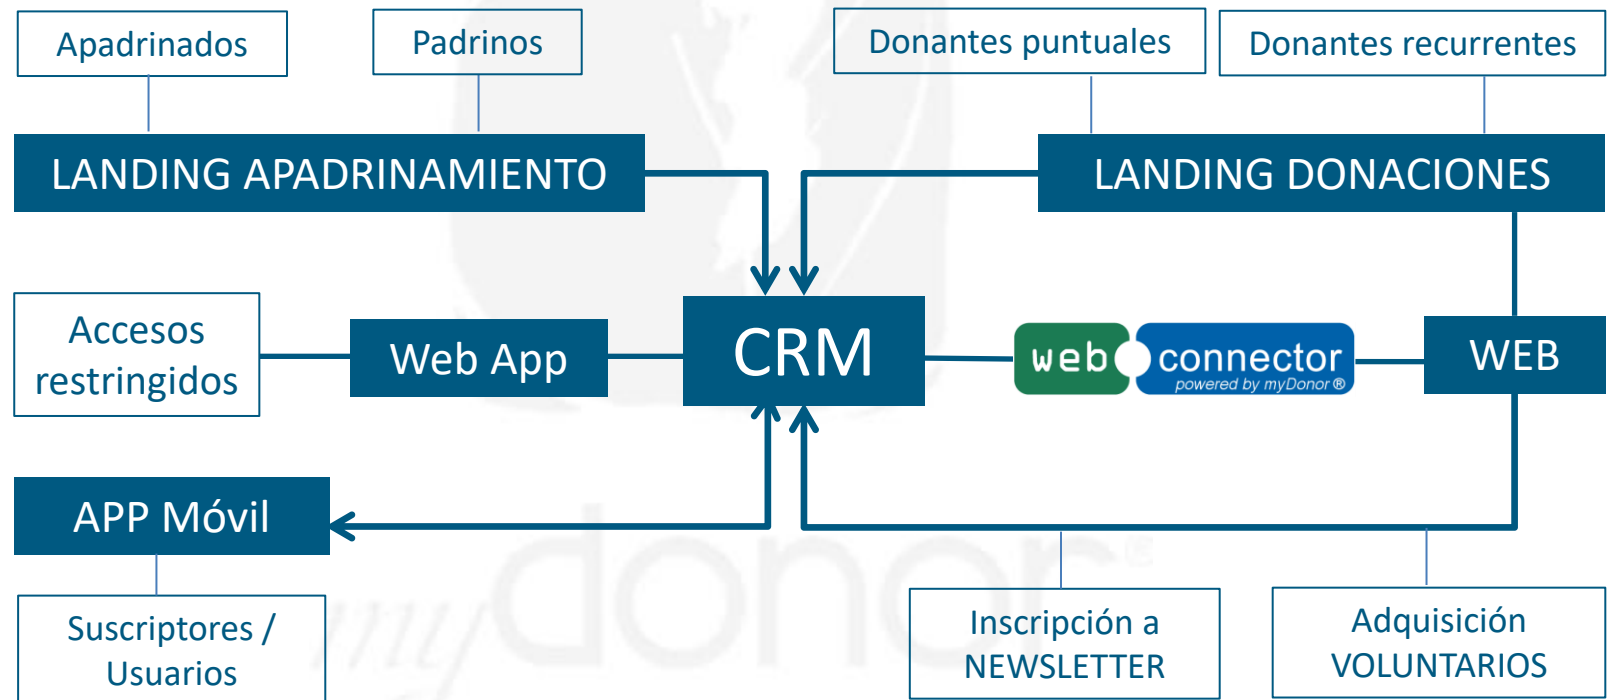 Apadrinados
Padrinos
Donantes puntuales
Donantes recurrentes
LANDING APADRINAMIENTO
LANDING DONACIONES
Accesos
restringidos
Web App
CRM
web connector
powered by myDonor ®
WEB
APP Móvil
Suscriptores /
Usuarios
Inscripción a
NEWSLETTER
Adquisición
VOLUNTARIOS
mydonor®